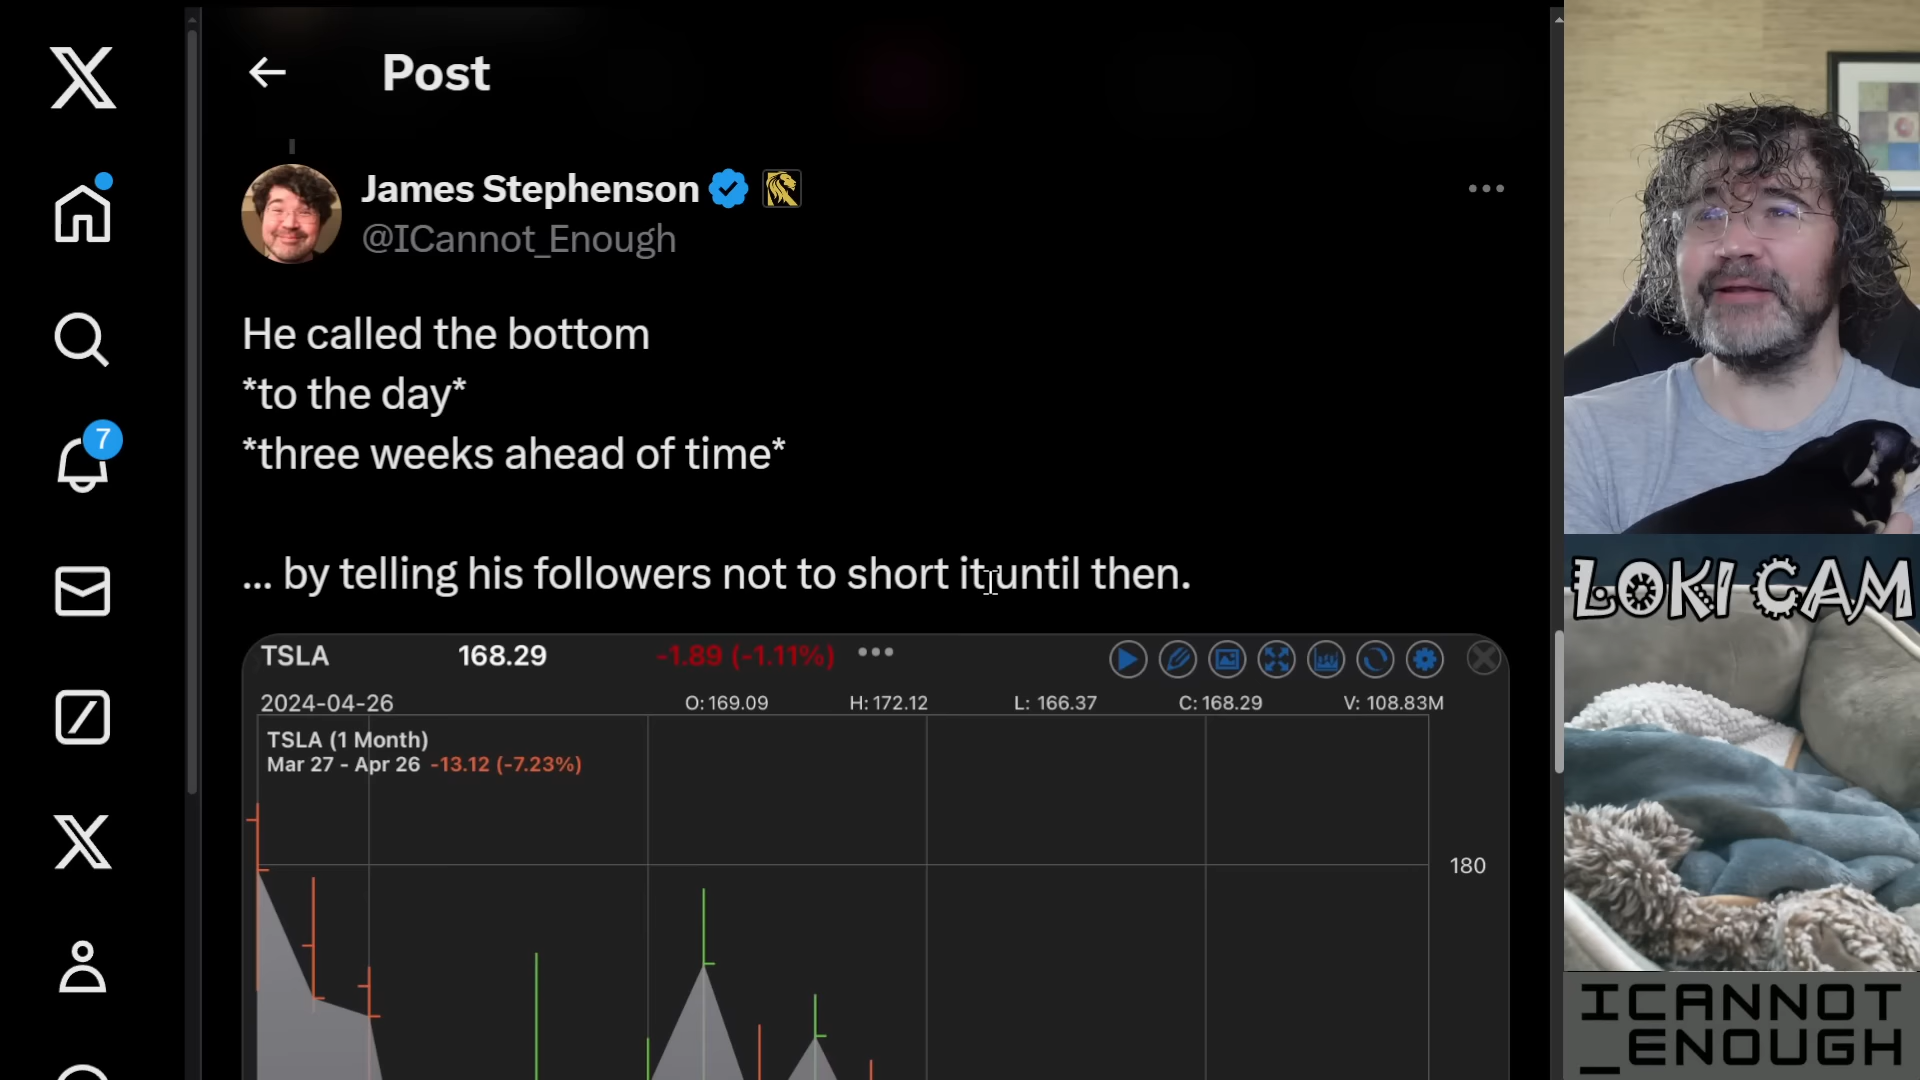 Post
James Stephenson
@ICannot_Enough
He called the bottom
*to the day*
*three weeks ahead of time*
... by telling his followers not to short it until then.
7
TSLA 168.29 -1.89 (-1.11%)
2024-04-26 O: 169.09 H: 172.12 L: 166.37 C: 168.29 V: 108.83M
TSLA (1 Month)
Mar 27 - Apr 26 -13.12 (-7.23%)
180
LOKI CAM
ICANNOT
_ENOUGH